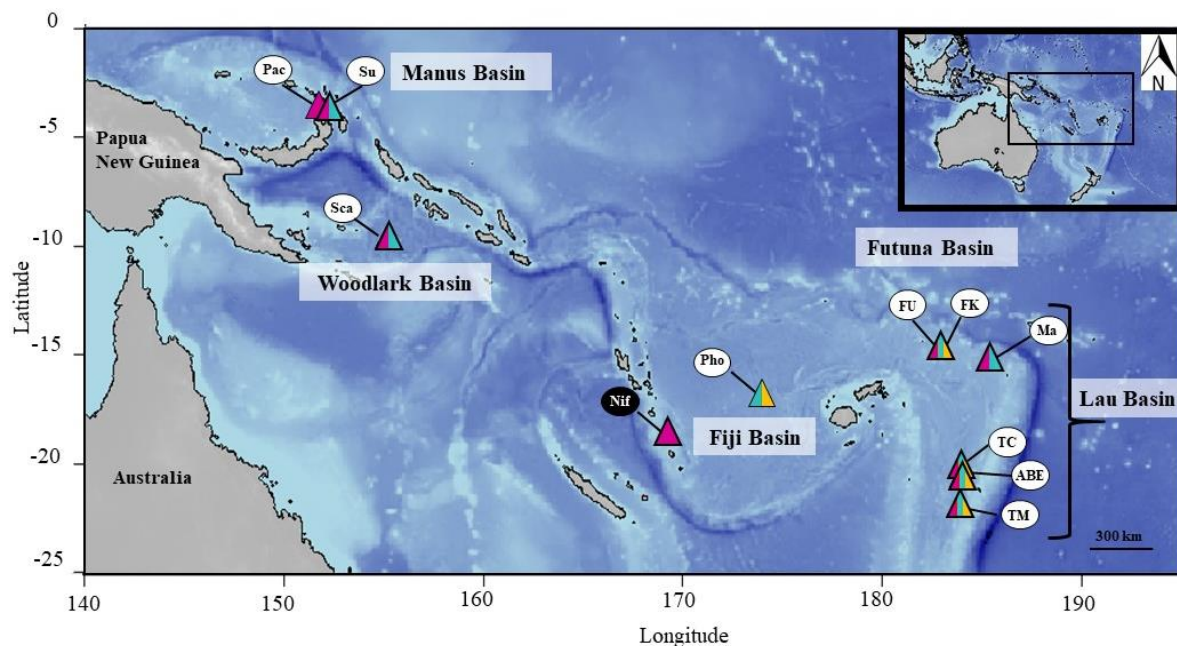 0
-5
-10
-15
-20
-25
Latitude
140
150
160
170
180
190
Longitude
Pac
Su
Manus Basin
N
Papua
New Guinea
Sca
Woodlark Basin
Futuna Basin
FU
FK
Ma
Pho
Lau Basin
Nif
Fiji Basin
TC
ABE
TM
Australia
300 km